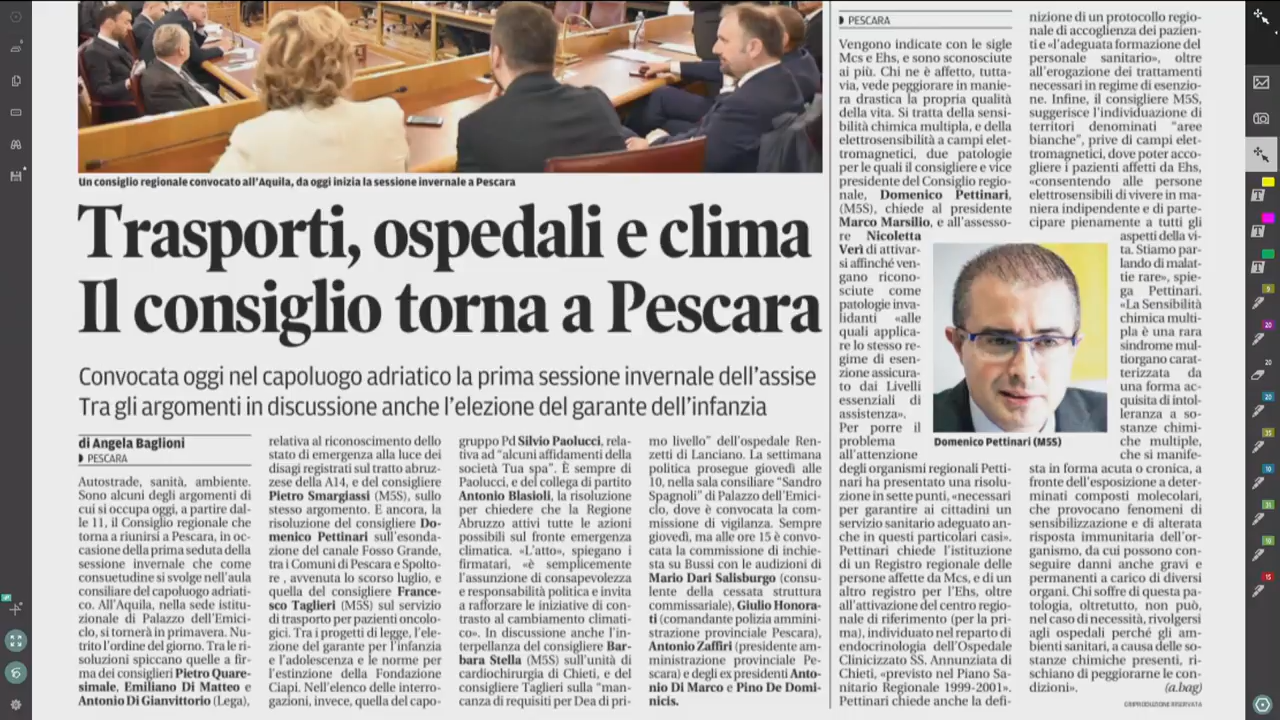 Un consiglio regionale convocato all'Aquila, da oggi inizia la sessione invernale a Pescara
Trasporti, ospedali e clima
Il consiglio torna a Pescara
Convocata oggi nel capoluogo adriatico la prima sessione invernale dell'assise
Tra gli argomenti in discussione anche l'elezione del garante dell'infanzia
di Angela Baglioni
PESCARA
Autostrade, sanità, ambiente.
Sono alcuni degli argomenti di
cui si occupa oggi, a partire dal-
le 11, il Consiglio regionale che
torna a riunirsi a Pescara, in oc-
casione della prima seduta della
sessione invernale che come
consuetudine si svolge nell'aula
consiliare del capoluogo adriati-
co. All'Aquila, nella sede istitu-
zionale di Palazzo dell'Emici-
clo, si tornerà in primavera. Nu-
trito l'ordine del giorno. Tra le ri-
soluzioni spiccano quelle a fir-
ma dei consiglieri Pietro Quare-
simale, Emiliano Di Matteo e
Antonio Di Gianvittorio (Lega),
relativa al riconoscimento dello
stato di emergenza alla luce dei
disagi registrati sul tratto abruz-
zese della A14, e del consigliere
Pietro Smargiassi (M5S), sullo
stesso argomento. E ancora, la
risoluzione del consigliere Do-
menico Pettinari sull'esonda-
zione del canale Fosso Grande,
tra i Comuni di Pescara e Spolto-
re , avvenuta lo scorso luglio, e
quella del consigliere France-
sco Taglieri (M5S) sul servizio
di trasporto per pazienti oncolo-
gici. Tra i progetti di legge, l'ele-
zione del garante per l'infanzia
e l'adolescenza e le norme per
l'estinzione della Fondazione
Ciapi. Nell'elenco delle interro-
gazioni, invece, quella del capo-
gruppo Pd Silvio Paolucci, rela-
tiva ad "alcuni affidamenti della
società Tua spa". È sempre di
Paolucci, e del collega di partito
Antonio Blasioli, la risoluzione
per chiedere che la Regione
Abruzzo attivi tutte le azioni
possibili sul fronte emergenza
climatica. «L'atto», spiegano i
firmatari, «è semplicemente
l'assunzione di consapevolezza
e responsabilità politica e invita
a rafforzare le iniziative di con-
trasto al cambiamento climati-
co». In discussione anche l'in-
terpellanza del consigliere Bar-
bara Stella (M5S) sull'unità di
cardiochirurgia di Chieti, e del
consigliere Taglieri sulla "man-
canza di requisiti per Dea di pri-
mo livello" dell'ospedale Ren-
zetti di Lanciano. La settimana
politica prosegue giovedì alle
10, nella sala consiliare "Sandro
Spagnoli" di Palazzo dell'Emici-
clo, dove è convocata la com-
missione di vigilanza. Sempre
giovedì, ma alle ore 15 è convo-
cata la commissione di inchie-
sta su Bussi con le audizioni di
Mario Dari Salisburgo (consu-
lente della cessata struttura
commissariale), Giulio Honora-
ti (comandante polizia ammini-
strazione provinciale Pescara),
Antonio Zaffiri (presidente am-
ministrazione provinciale Pe-
scara) e degli ex presidenti Anto-
nio Di Marco e Pino De Domi-
nicis.
PESCARA
Vengono indicate con le sigle
Mcs e Ehs, e sono sconosciute
ai più. Chi ne è affetto, tutta-
via, vede peggiorare in manie-
ra drastica la propria qualità
della vita. Si tratta della sensi-
bilità chimica multipla, e della
elettrosensibilità a campi elet-
tromagnetici, due patologie
per le quali il consigliere e vice
presidente del Consiglio regio-
nale, Domenico Pettinari,
(M5S), chiede al presidente
Marco Marsilio, e all'assesso-
re Nicoletta
Verì di attivar-
si affinché ven-
gano ricono-
sciute come
patologie inva-
lidanti «alle
quali applica-
re lo stesso re-
gime di esen-
zione assicura-
to dai Livelli
essenziali di
assistenza».
Per porre il
problema
all'attenzione
degli organismi regionali Petti-
nari ha presentato una risolu-
zione in sette punti, «necessari
per garantire ai cittadini un
servizio sanitario adeguato an-
che in questi particolari casi».
Pettinari chiede l'istituzione
di un Registro regionale delle
persone affette da Mcs, e di un
altro registro per l'Ehs, oltre
all'attivazione del centro regio-
nale di riferimento (per la pri-
ma), individuato nel reparto di
endocrinologia dell'Ospedale
Clinicizzato SS. Annunziata di
Chieti, «previsto nel Piano Sa-
nitario Regionale 1999-2001».
Pettinari chiede anche la defi-
nizione di un protocollo regio-
nale di accoglienza dei pazien-
ti e «l'adeguata formazione del
personale sanitario», oltre
all'erogazione dei trattamenti
necessari in regime di esenzio-
ne. Infine, il consigliere M5S,
suggerisce l'individuazione di
territori denominati "aree
bianche", prive di campi elet-
tromagnetici, dove poter acco-
gliere i pazienti affetti da Ehs,
«consentendo alle persone
elettrosensibili di vivere in ma-
niera indipendente e di parte-
cipare pienamente a tutti gli
aspetti della vi-
ta. Stiamo par-
lando di malat-
tie rare», spie-
ga Pettinari.
«La Sensibilità
chimica multi-
pla è una rara
sindrome mul-
tiorgano carat-
terizzata da
una forma ac-
quisita di intol-
leranza a so-
stanze chimi-
che multiple,
che si manife-
sta in forma acuta o cronica, a
fronte dell'esposizione a deter-
minati composti molecolari,
che provocano fenomeni di
sensibilizzazione e di alterata
risposta immunitaria dell'or-
ganismo, da cui possono con-
seguire danni anche gravi e
permanenti a carico di diversi
organi. Chi soffre di questa pa-
tologia, oltretutto, non può,
nel caso di necessità, rivolgersi
agli ospedali perché gli am-
bienti sanitari, a causa delle so-
stanze chimiche presenti, ri-
schiano di peggiorarne le con-
dizioni».
(a.bag)
©RIPRODUZIONE RISERVATA
Domenico Pettinari (M5S)